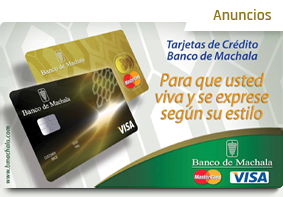 Anuncios
Tarjetas de Crédito
Banco de Machala
Para que usted
viva y se exprese
según su estilo
Banco de Machala
MasterCard
Banco de Machala
VISA
Banco de Machala
MasterCard VISA
www.bmachala.com